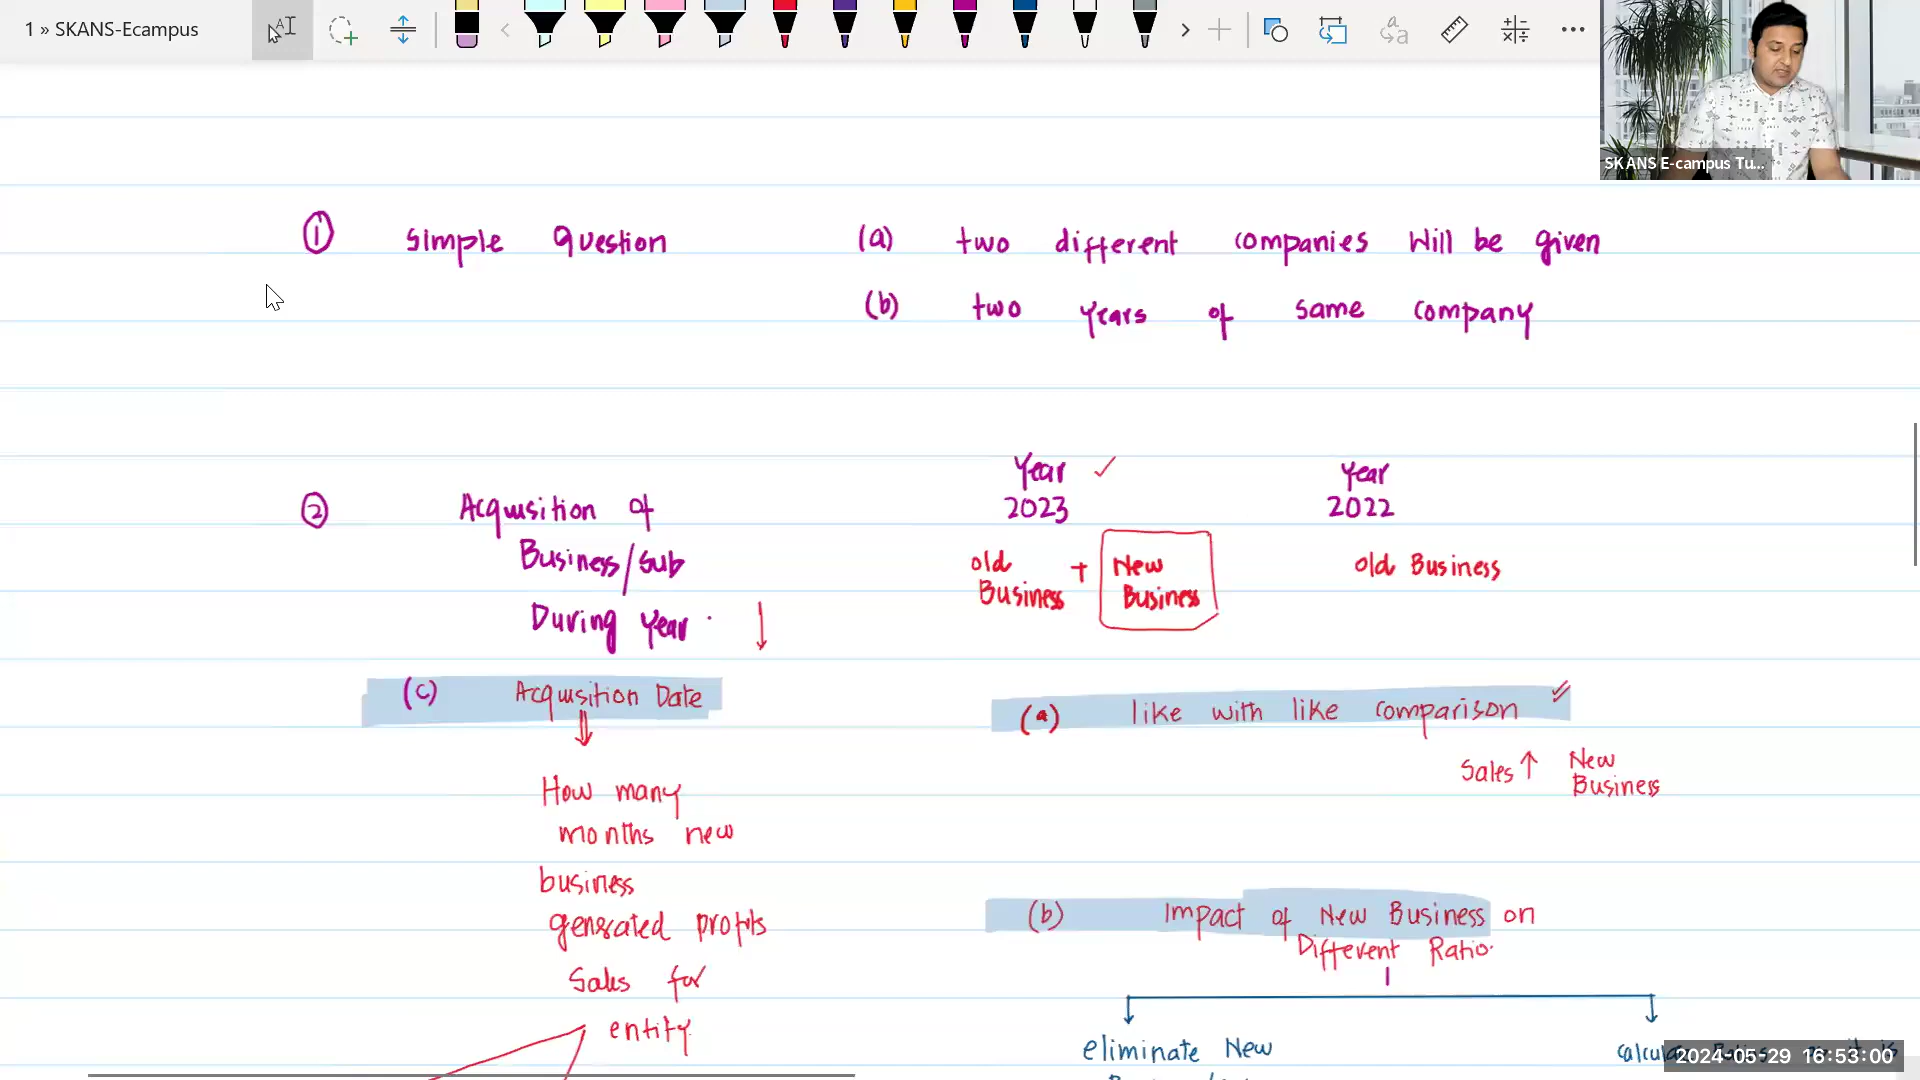 1 » SKANS-Ecampus
SKANS E-campus Tu...
① Simple Question
(a) two different companies will be given
(b) two years of same company
② Acqusition of
Business/Sub
During year
Year
2023
Year
2022
old
Business + New
Business
old Business
(c) Acqusition Date
How many
months new
business
generated profits
Sales for
entity
(a) like with like comparison
Sales ↑ New
Business
(b) Impact of New Business on
Different Ratio
eliminate New
2024-05-29 16:53:00